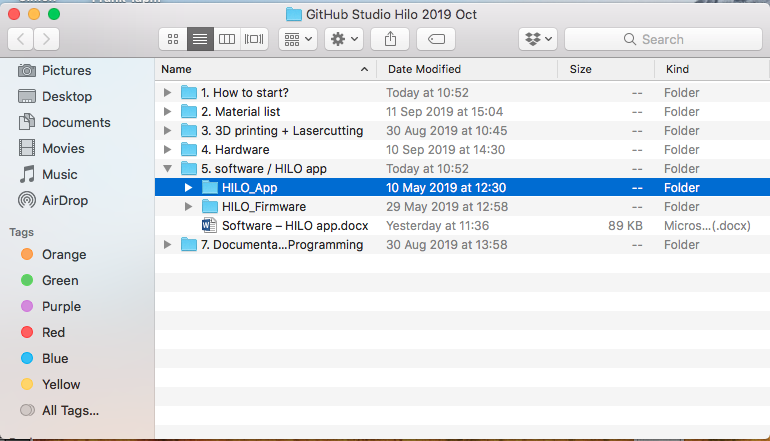 GitHub Studio Hilo 2019 Oct
Search
Pictures
Desktop
Documents
Movies
Music
AirDrop
Tags
Orange
Green
Purple
Red
Blue
Yellow
All Tags...
Name Date Modified Size Kind
1. How to start? Today at 10:52 -- Folder
2. Material list 11 Sep 2019 at 15:04 -- Folder
3. 3D printing + Lasercutting 30 Aug 2019 at 10:45 -- Folder
4. Hardware 10 Sep 2019 at 14:30 -- Folder
5. software / HILO app Today at 10:52 -- Folder
HILO_App 10 May 2019 at 12:30 -- Folder
HILO_Firmware 29 May 2019 at 12:58 -- Folder
Software – HILO app.docx Yesterday at 11:36 89 KB Micros...(.docx)
7. Documenta...Programming 30 Aug 2019 at 13:58 -- Folder